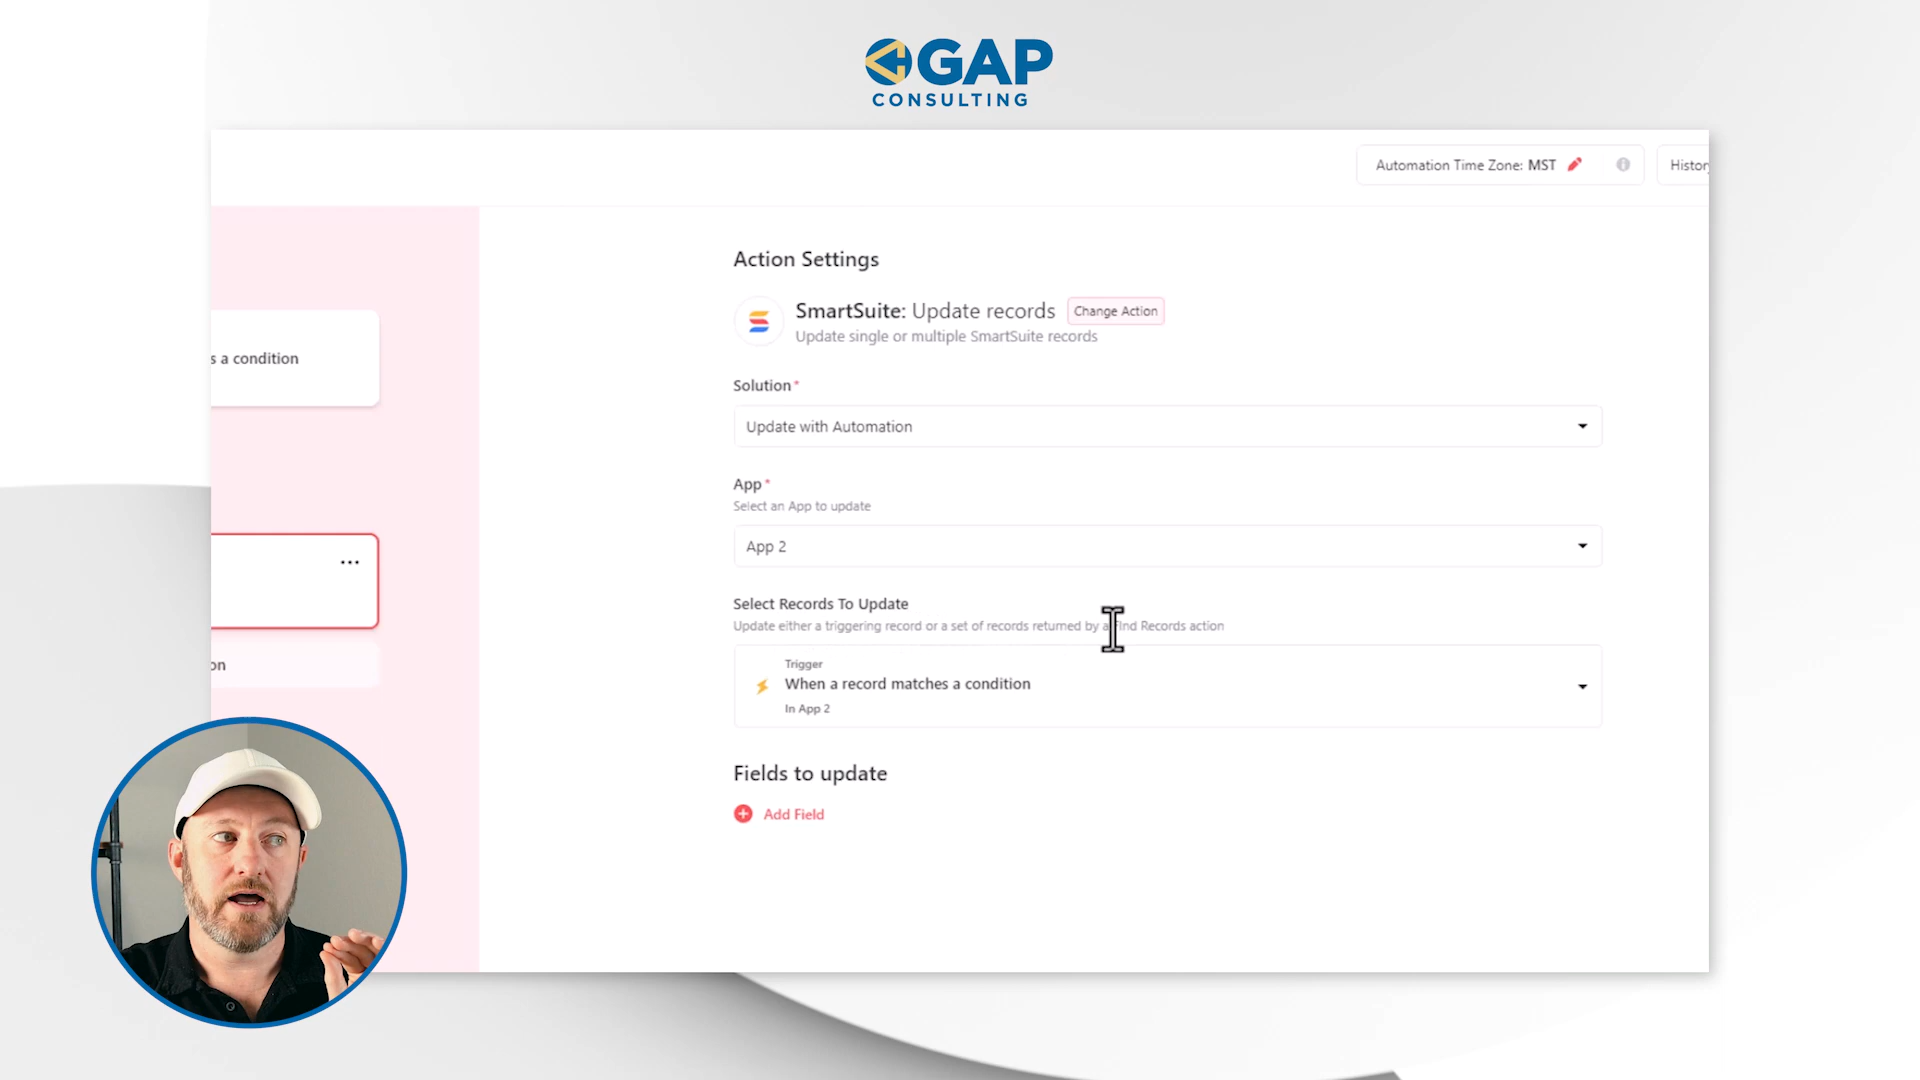 GAP
CONSULTING
Automation Time Zone: MST
Histor
Action Settings
SmartSuite: Update records
Change Action
Update single or multiple SmartSuite records
s a condition
Solution*
Update with Automation
App*
Select an App to update
App 2
Select Records To Update
Update either a triggering record or a set of records returned by a Find Records action
on
Trigger
When a record matches a condition
In App 2
Fields to update
Add Field